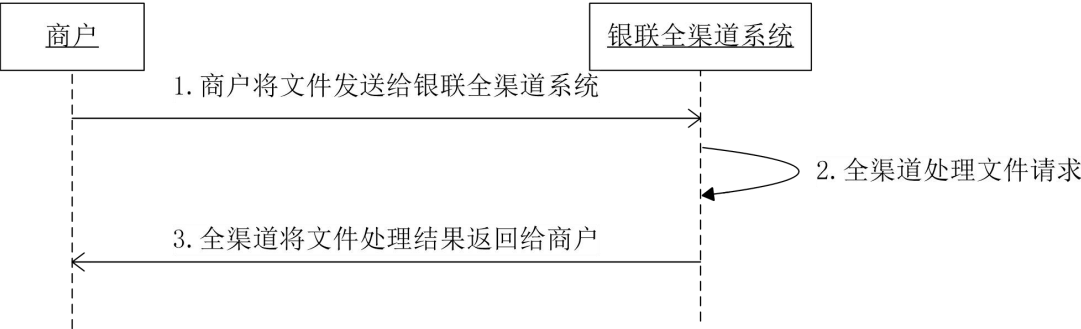 商户
银联全渠道系统
1.商户将文件发送给银联全渠道系统
2.全渠道处理文件请求
3.全渠道将文件处理结果返回给商户